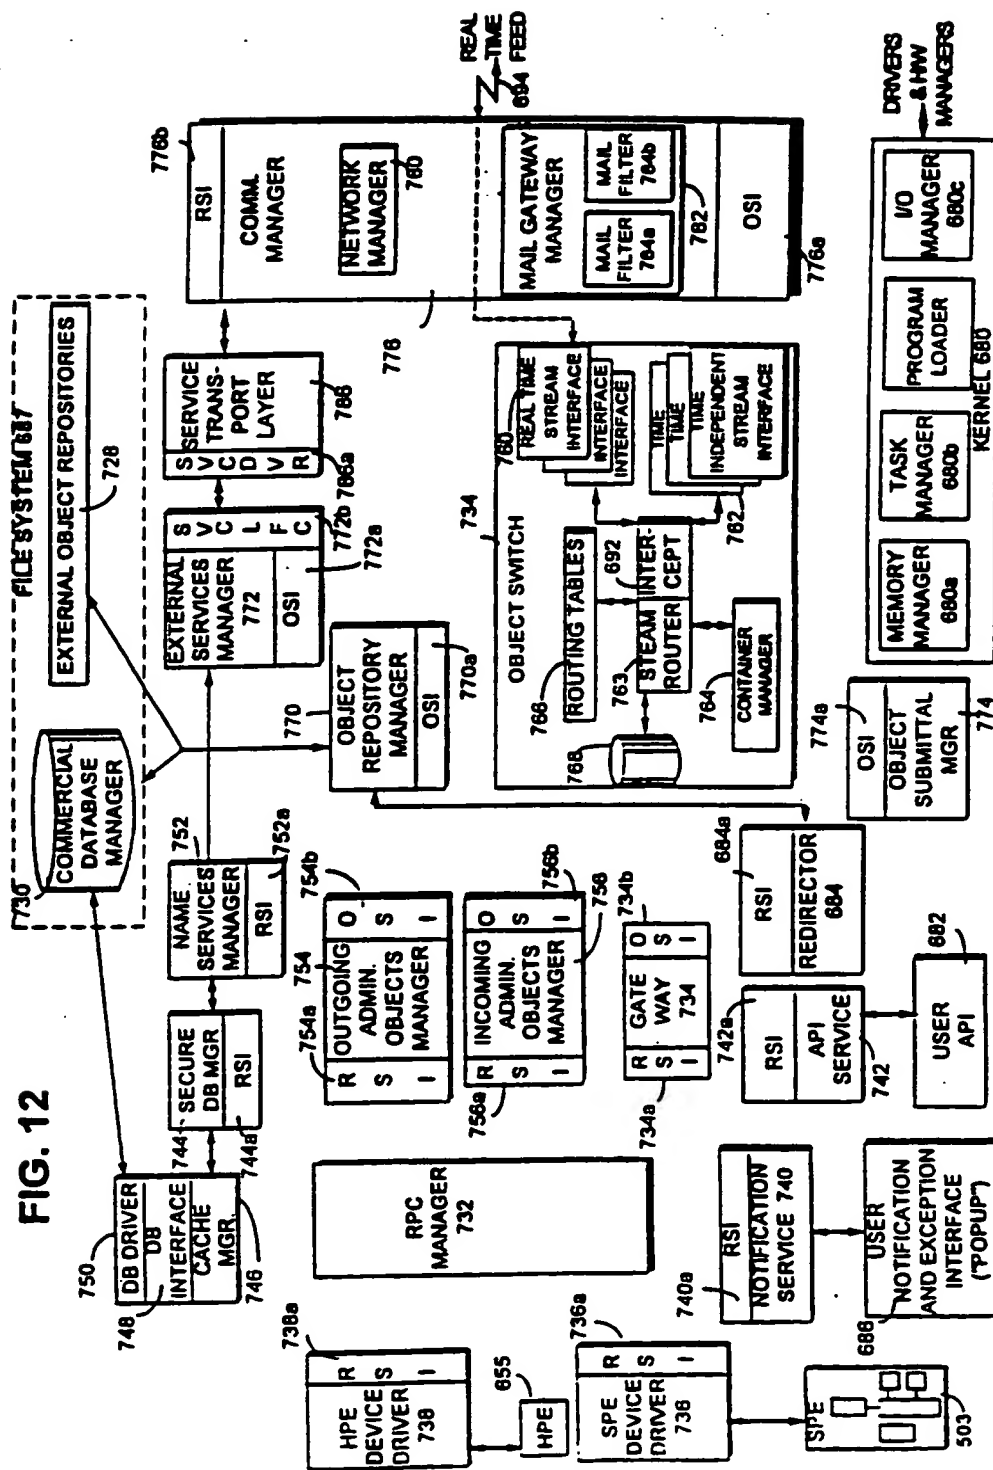 FIG. 12
750
DB DRIVER
DB
INTERFACE
CACHE
MGR.
748
746
744
SECURE
DB MGR
RSI
744a
NAME
SERVICES
MANAGER
752
RSI
752a
730
COMMERCIAL
DATABASE
MANAGER
FILE SYSTEM 687
EXTERNAL OBJECT REPOSITORIES
728
EXTERNAL
SERVICES
MANAGER
772
OSI
772a
S
V
C
L
F
C
772b
S
V
C
D
V
R
786a
SERVICE
TRANS-
PORT
LAYER
786
776b
RSI
COMM.
MANAGER
NETWORK
MANAGER
780
776
MAIL GATEWAY
MANAGER
MAIL
FILTER
784a
MAIL
FILTER
784b
782
OSI
776a
REAL
TIME
FEED
694
738a
HPE
DEVICE
DRIVER
738
R
S
I
655
HPE
736a
SPE
DEVICE
DRIVER
736
R
S
I
SPE
503
RPC
MANAGER
732
754a
R
S
I
754
OUTGOING
ADMIN.
OBJECTS
MANAGER
754b
O
S
I
756a
R
S
I
INCOMING
ADMIN.
OBJECTS
MANAGER
756b
O
S
I
756
734a
R
S
I
GATE
WAY
734
734b
O
S
I
770
OBJECT
REPOSITORY
MANAGER
OSI
770a
734
OBJECT SWITCH
766
ROUTING TABLES
692
763
STEAM
ROUTER
INTER-
CEPT
768
764
CONTAINER
MANAGER
760
REAL TIME
STREAM
INTERFACE
INTERFACE
INTERFACE
TIME
TIME
TIME
INDEPENDENT
STREAM
INTERFACE
762
740a
RSI
NOTIFICATION
SERVICE 740
USER
NOTIFICATION
AND EXCEPTION
INTERFACE
("POPUP")
686
742a
RSI
API
SERVICE
742
USER
API
682
684a
RSI
REDIRECTOR
684
774a
OSI
OBJECT
SUBMITTAL
MGR
774
MEMORY
MANAGER
680a
TASK
MANAGER
680b
PROGRAM
LOADER
I/O
MANAGER
680c
KERNEL 680
DRIVERS
& H/W
MANAGERS